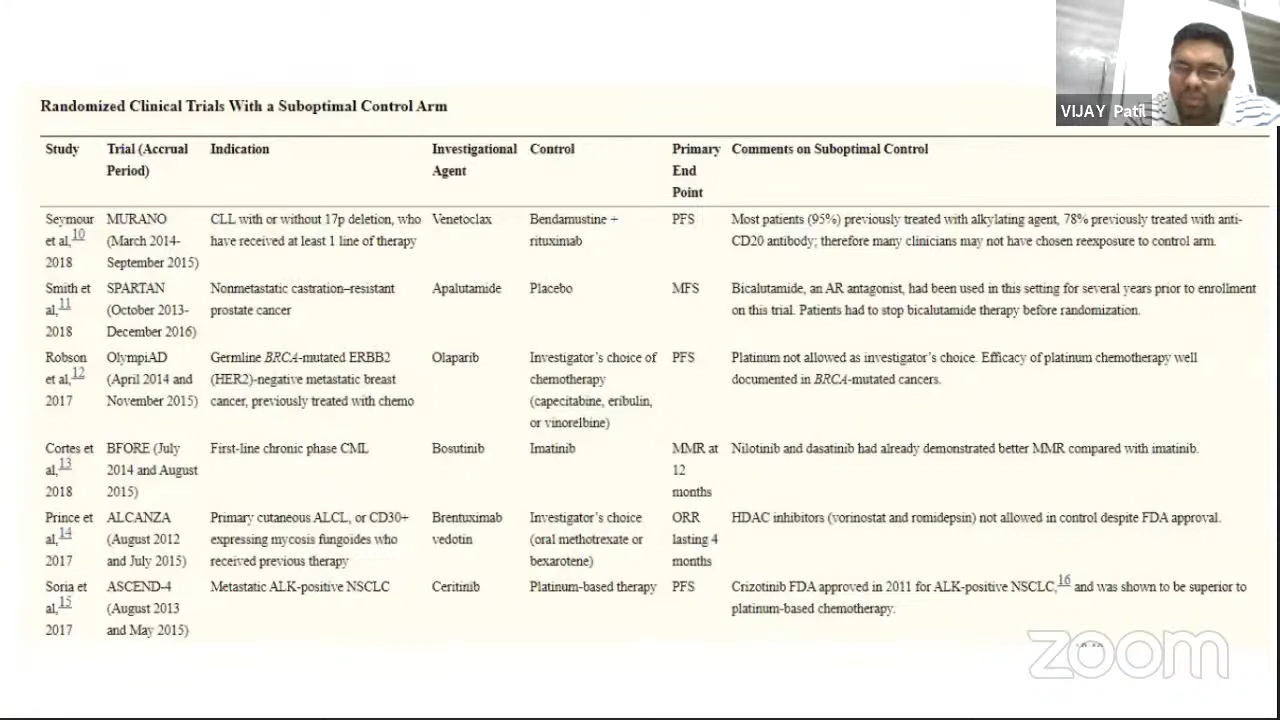 VIJAY Patil
Randomized Clinical Trials With a Suboptimal Control Arm
Study
Trial (Accrual
Period)
Indication
Investigational
Agent
Control
Primary
End
Point
Comments on Suboptimal Control
Seymour
et al,10
2018
MURANO
(March 2014-
September 2015)
CLL with or without 17p deletion, who
have received at least 1 line of therapy
Venetoclax
Bendamustine +
rituximab
PFS
Most patients (95%) previously treated with alkylating agent, 78% previously treated with anti-
CD20 antibody; therefore many clinicians may not have chosen reexposure to control arm.
Smith et
al,11
2018
SPARTAN
(October 2013-
December 2016)
Nonmetastatic castration–resistant
prostate cancer
Apalutamide
Placebo
MFS
Bicalutamide, an AR antagonist, had been used in this setting for several years prior to enrollment
on this trial. Patients had to stop bicalutamide therapy before randomization.
Robson
et al,12
2017
OlympiAD
(April 2014 and
November 2015)
Germline BRCA-mutated ERBB2
(HER2)-negative metastatic breast
cancer, previously treated with chemo
Olaparib
Investigator’s choice of
chemotherapy
(capecitabine, eribulin,
or vinorelbine)
PFS
Platinum not allowed as investigator’s choice. Efficacy of platinum chemotherapy well
documented in BRCA-mutated cancers.
Cortes et
al,13
2018
BFORE (July
2014 and August
2015)
First-line chronic phase CML
Bosutinib
Imatinib
MMR at
12
months
Nilotinib and dasatinib had already demonstrated better MMR compared with imatinib.
Prince et
al,14
2017
ALCANZA
(August 2012
and July 2015)
Primary cutaneous ALCL, or CD30+
expressing mycosis fungoides who
received previous therapy
Brentuximab
vedotin
Investigator’s choice
(oral methotrexate or
bexarotene)
ORR
lasting 4
months
HDAC inhibitors (vorinostat and romidepsin) not allowed in control despite FDA approval.
Soria et
al,15
2017
ASCEND-4
(August 2013
and May 2015)
Metastatic ALK-positive NSCLC
Ceritinib
Platinum-based therapy
PFS
Crizotinib FDA approved in 2011 for ALK-positive NSCLC,16 and was shown to be superior to
platinum-based chemotherapy.
zoom